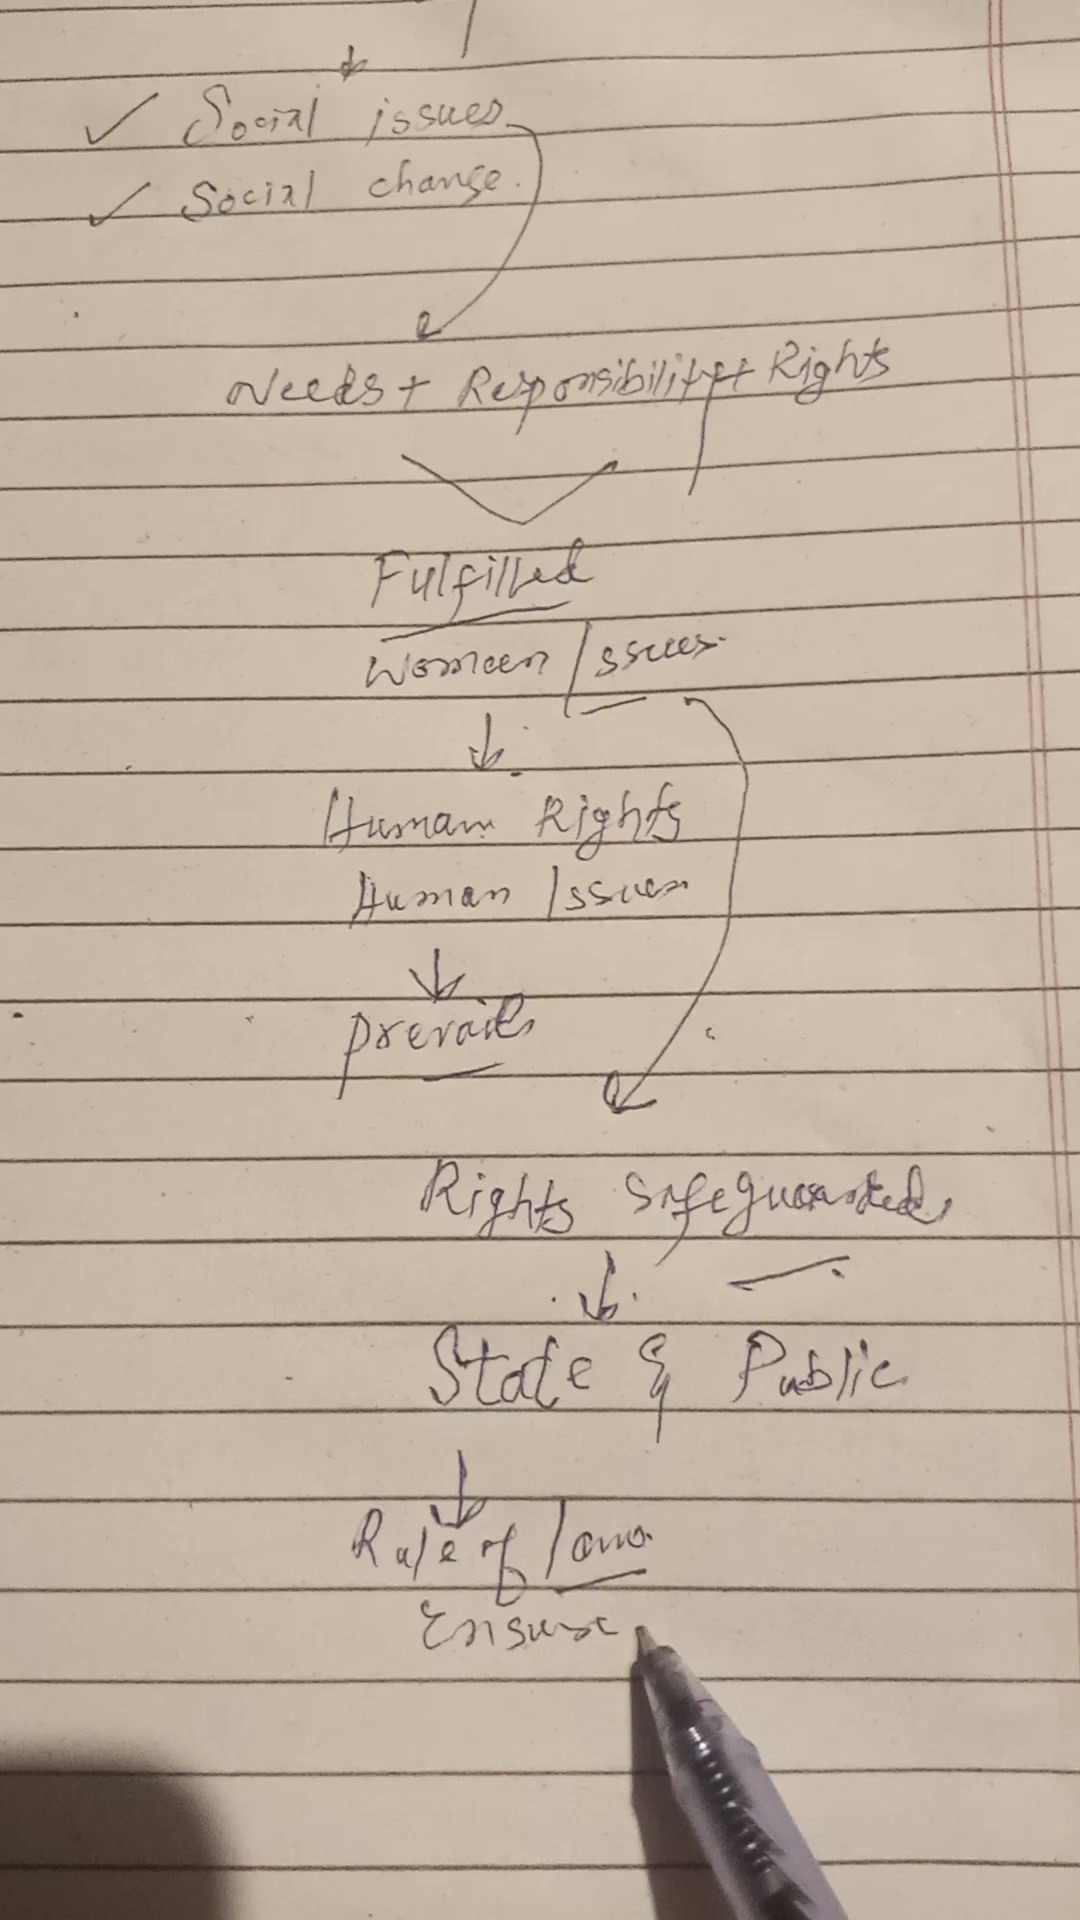 ✓ Social issues
✓ Social change.
Needs + Responsibility + Rights
Fulfilled
Women Issues.
Human Rights
Human Issues
Prevails
Rights Safeguarded
State & Public
Rule of law.
Ensure